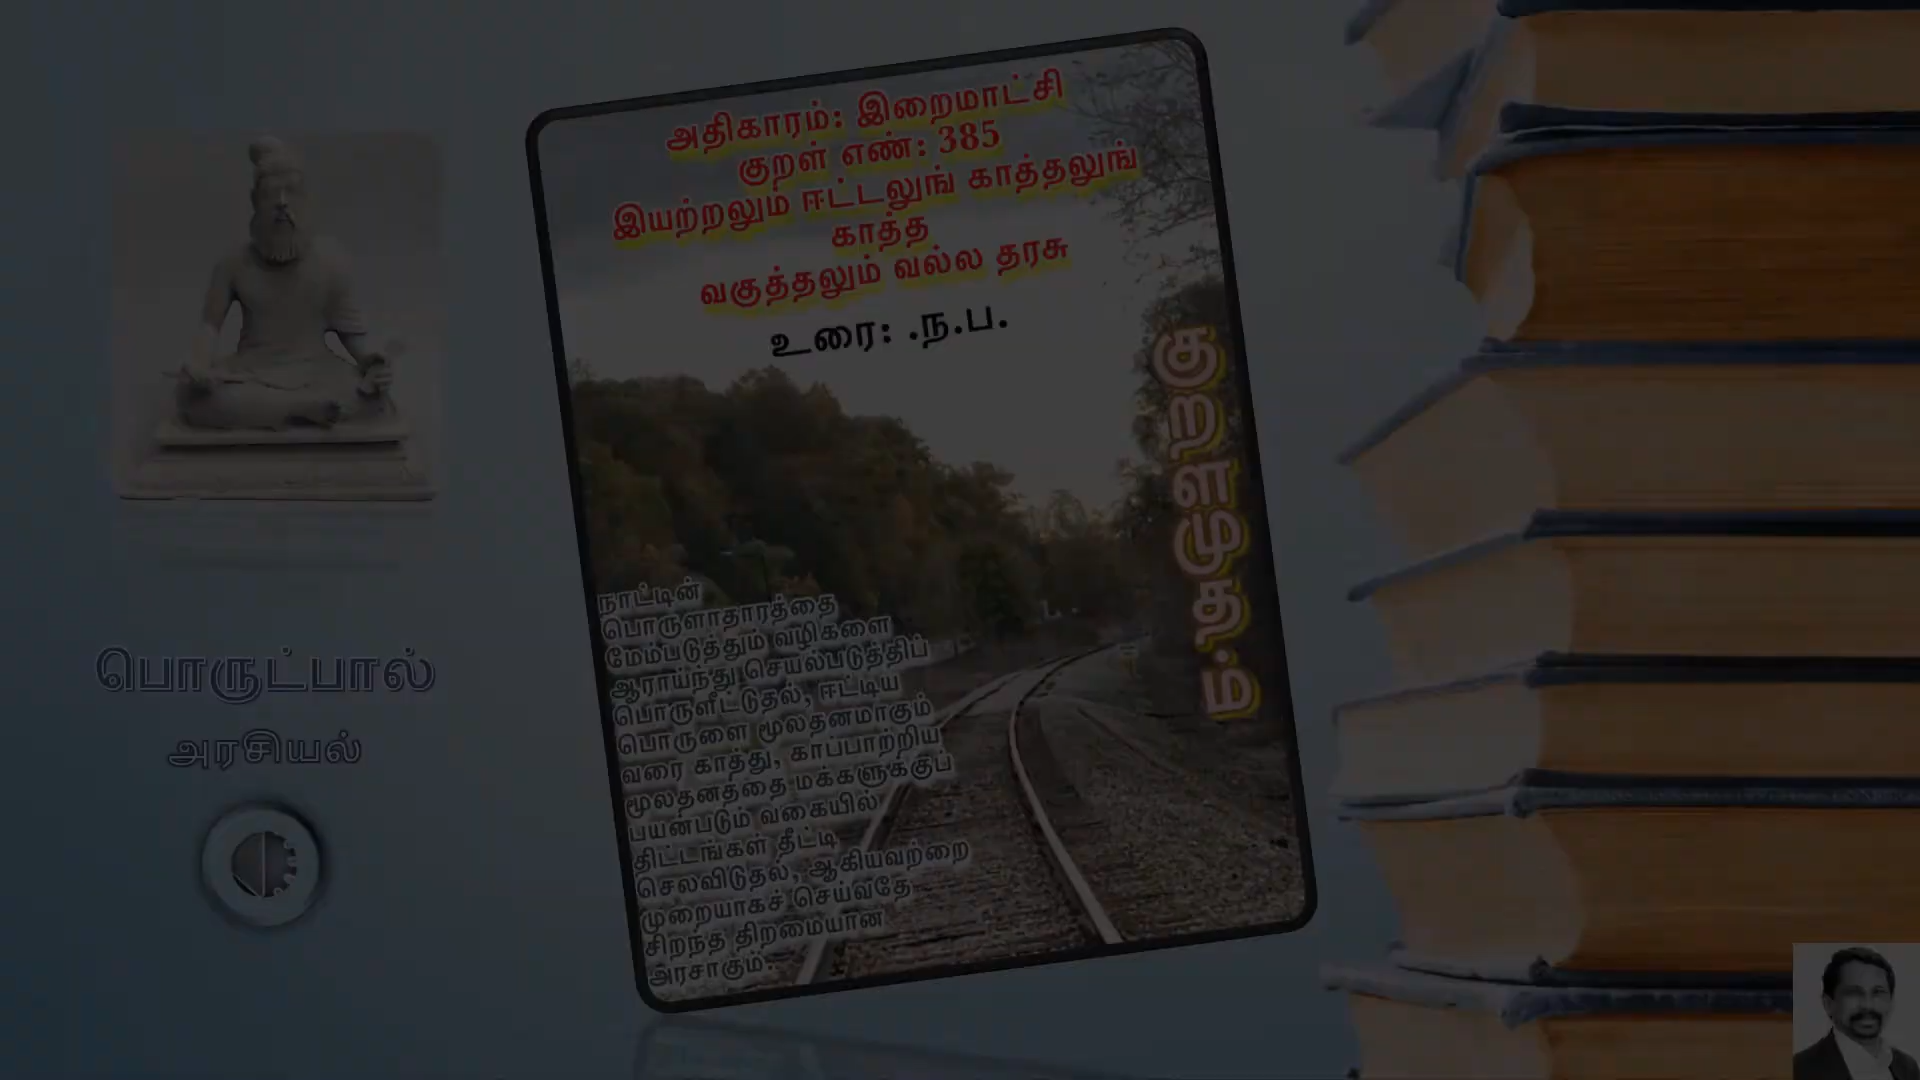 அதிகாரம்: இறைமாட்சி
குறள் எண்: 385
இயற்றலும் ஈட்டலுங் காத்தலுங்
காத்த
வகுத்தலும் வல்ல தரசு
உரை: .ந.ப.
குறளமுதம்
நாட்டின்
பொருளாதாரத்தை
மேம்படுத்தும் வழிகளை
ஆராய்ந்து செயல்படுத்திப்
பொருளீட்டுதல், ஈட்டிய
பொருளை மூலதனமாகும்
வரை காத்து, காப்பாற்றிய
மூலதனத்தை மக்களுக்குப்
பயன்படும் வகையில்
திட்டங்கள் தீட்டி
செலவிடுதல், ஆகியவற்றை
முறையாகச் செய்வதே
சிறந்த திறமையான
அரசாகும்.
பொருட்பால்
அரசியல்